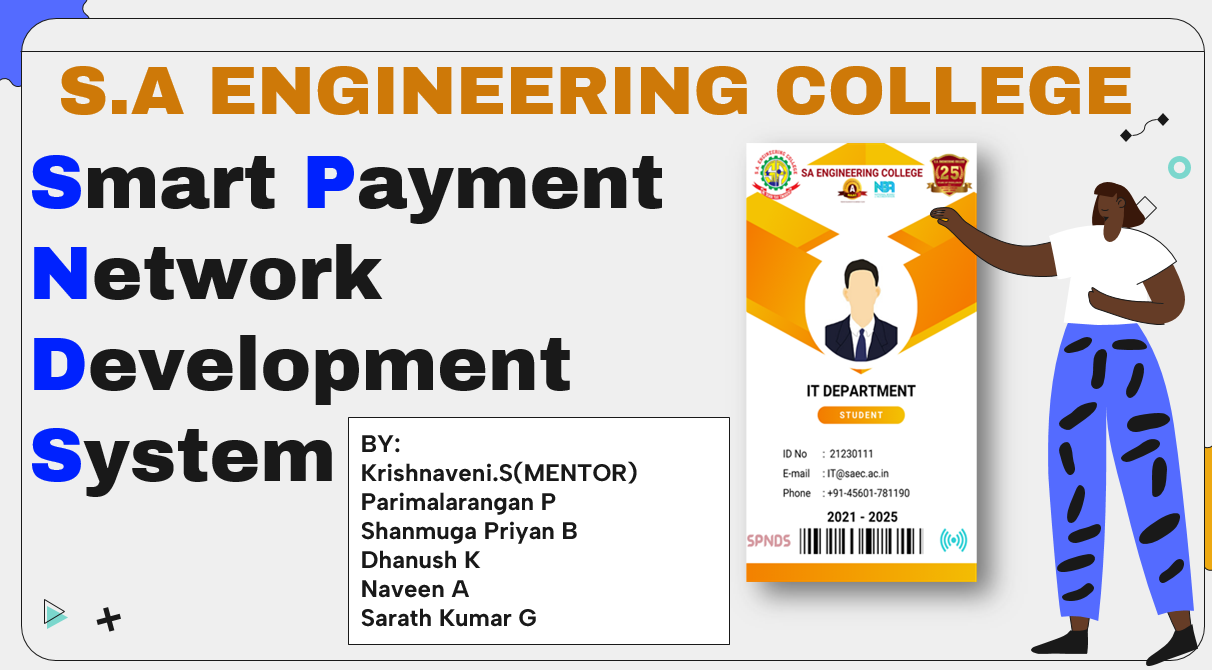 S.A ENGINEERING COLLEGE
Smart Payment
Network
Development
System
BY:
Krishnaveni.S(MENTOR)
Parimalarangan P
Shanmuga Priyan B
Dhanush K
Naveen A
Sarath Kumar G
SA ENGINEERING COLLEGE
25
NBA
IT DEPARTMENT
STUDENT
ID No : 21230111
E-mail : IT@saec.ac.in
Phone : +91-45601-781190
2021 - 2025
SPNDS